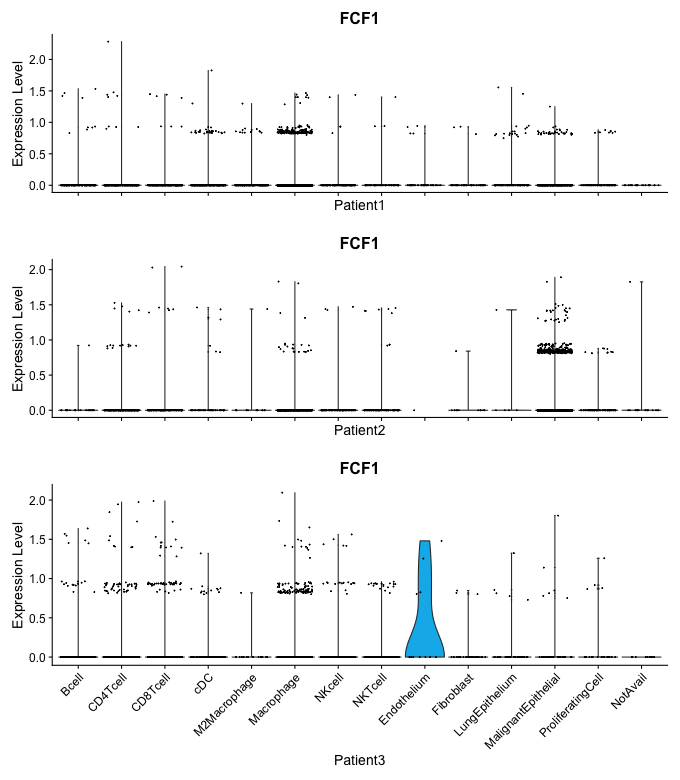 FCF1
Expression Level
2.0
1.5
1.0
0.5
0.0
Patient1
FCF1
Expression Level
2.0
1.5
1.0
0.5
0.0
Patient2
FCF1
Expression Level
2.0
1.5
1.0
0.5
0.0
Bcell
CD4Tcell
CD8Tcell
cDC
M2Macrophage
Macrophage
NKcell
NKTcell
Endothelium
Fibroblast
LungEpithelium
MalignantEpithelial
ProliferatingCell
NotAvail
Patient3